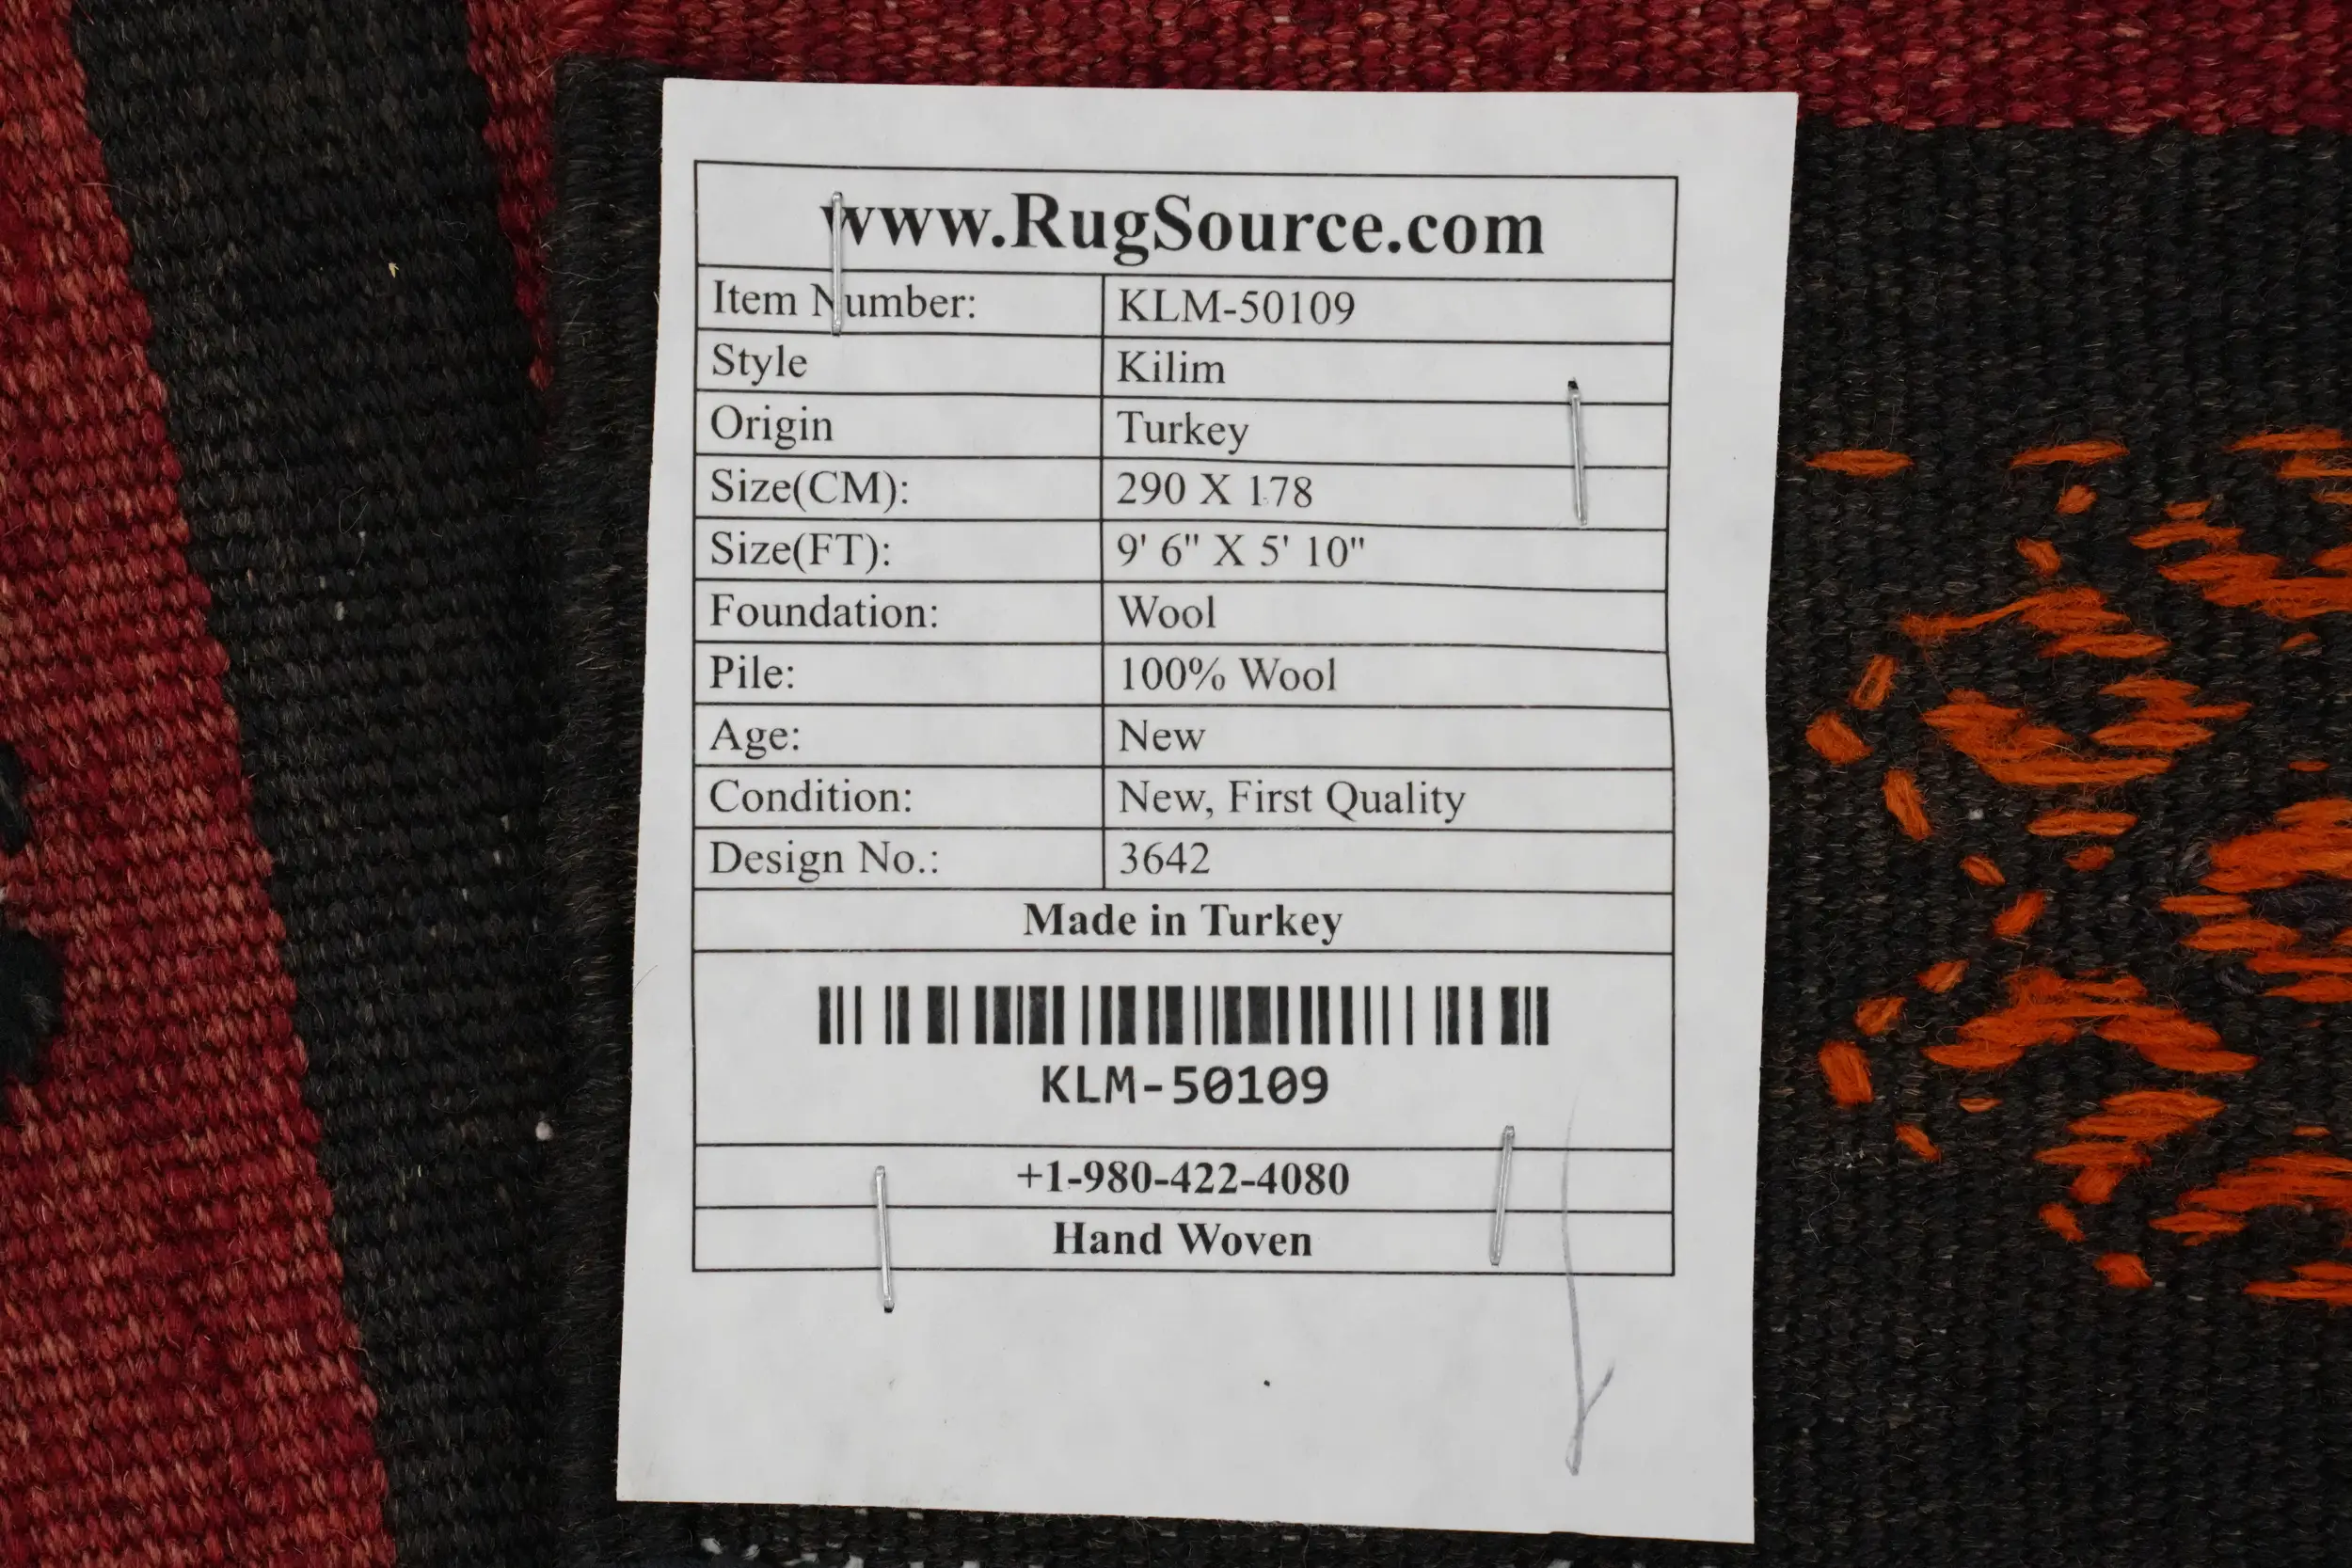 www.RugSource.com
Item Number: KLM-50109
Style Kilim
Origin Turkey
Size(CM): 290 X 178
Size(FT): 9' 6" X 5' 10"
Foundation: Wool
Pile: 100% Wool
Age: New
Condition: New, First Quality
Design No.: 3642
Made in Turkey
KLM-50109
+1-980-422-4080
Hand Woven